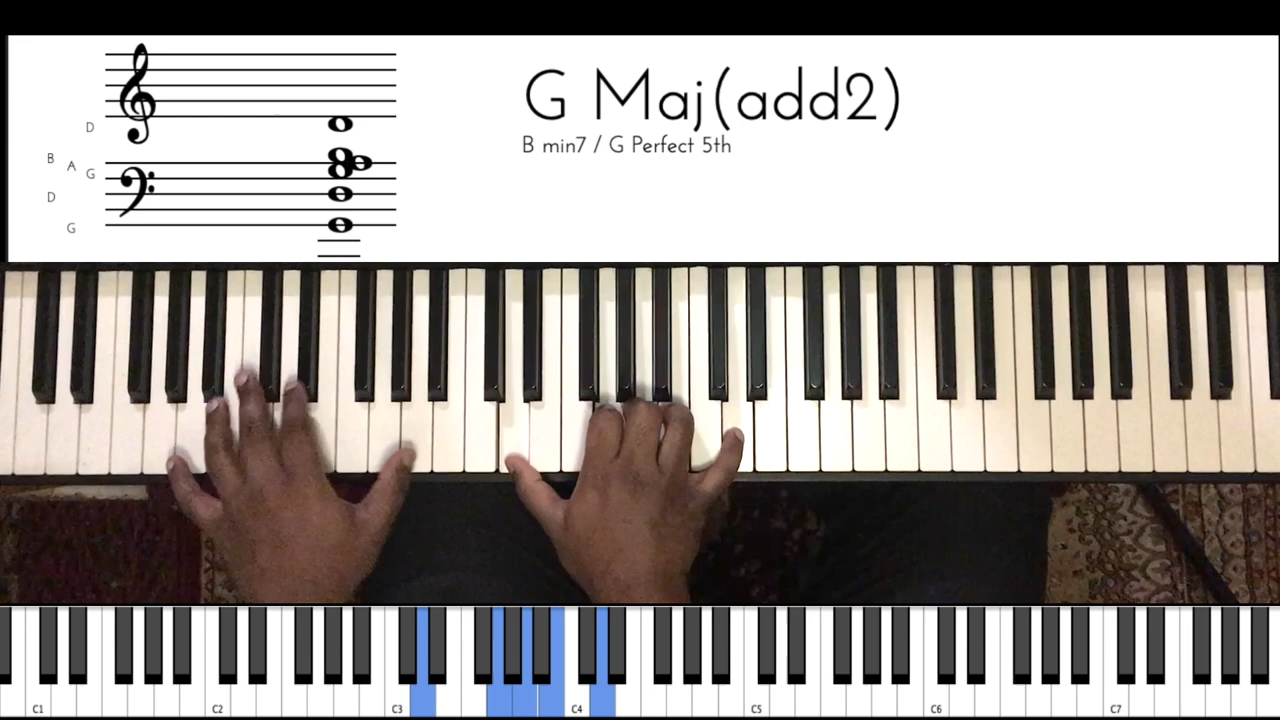 G Maj(add2)
B min7 / G Perfect 5th
D
B
A
G
D
G
C1 C2 C3 C4 C5 C6 C7